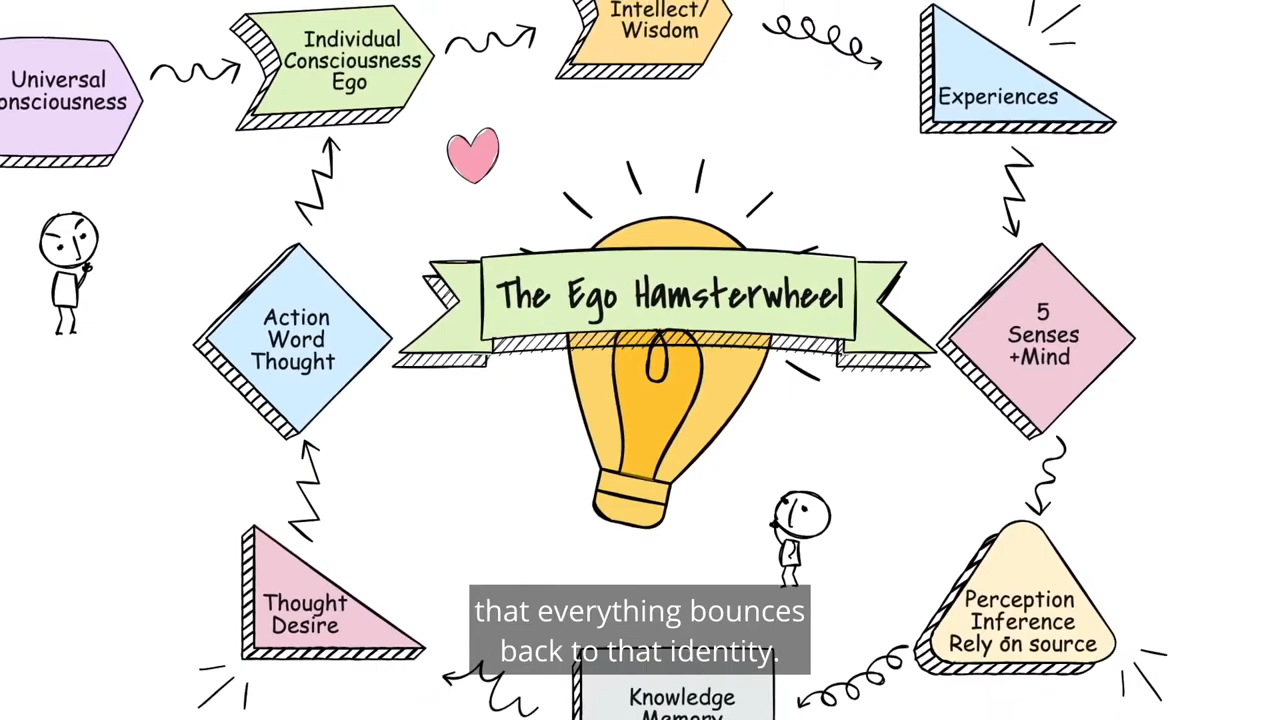 Intellect/
Wisdom
Individual
Consciousness
Ego
Universal
onsciousness
Experiences
The Ego Hamsterwheel
5
Senses
+Mind
Action
Word
Thought
Thought
Desire
Perception
Inference
Rely on source
that everything bounces
back to that identity.
Knowledge
Memory